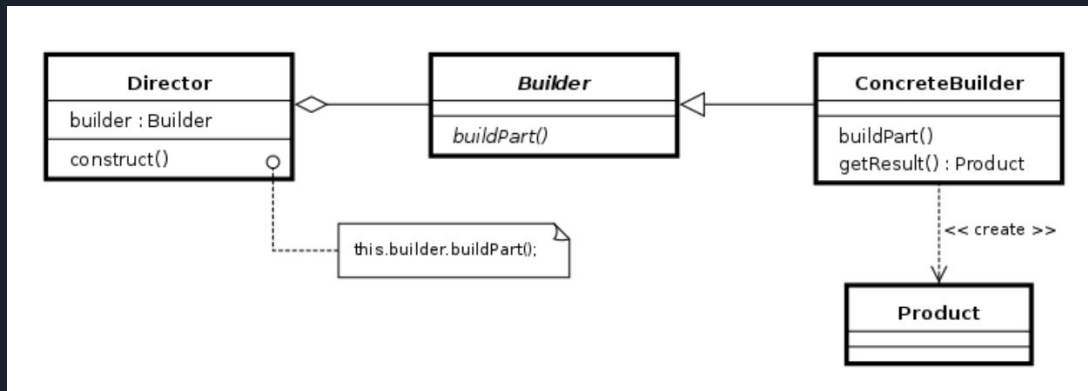 Director
builder : Builder
construct()
Builder
buildPart()
ConcreteBuilder
buildPart()
getResult() : Product
this.builder.buildPart();
<< create >>
Product